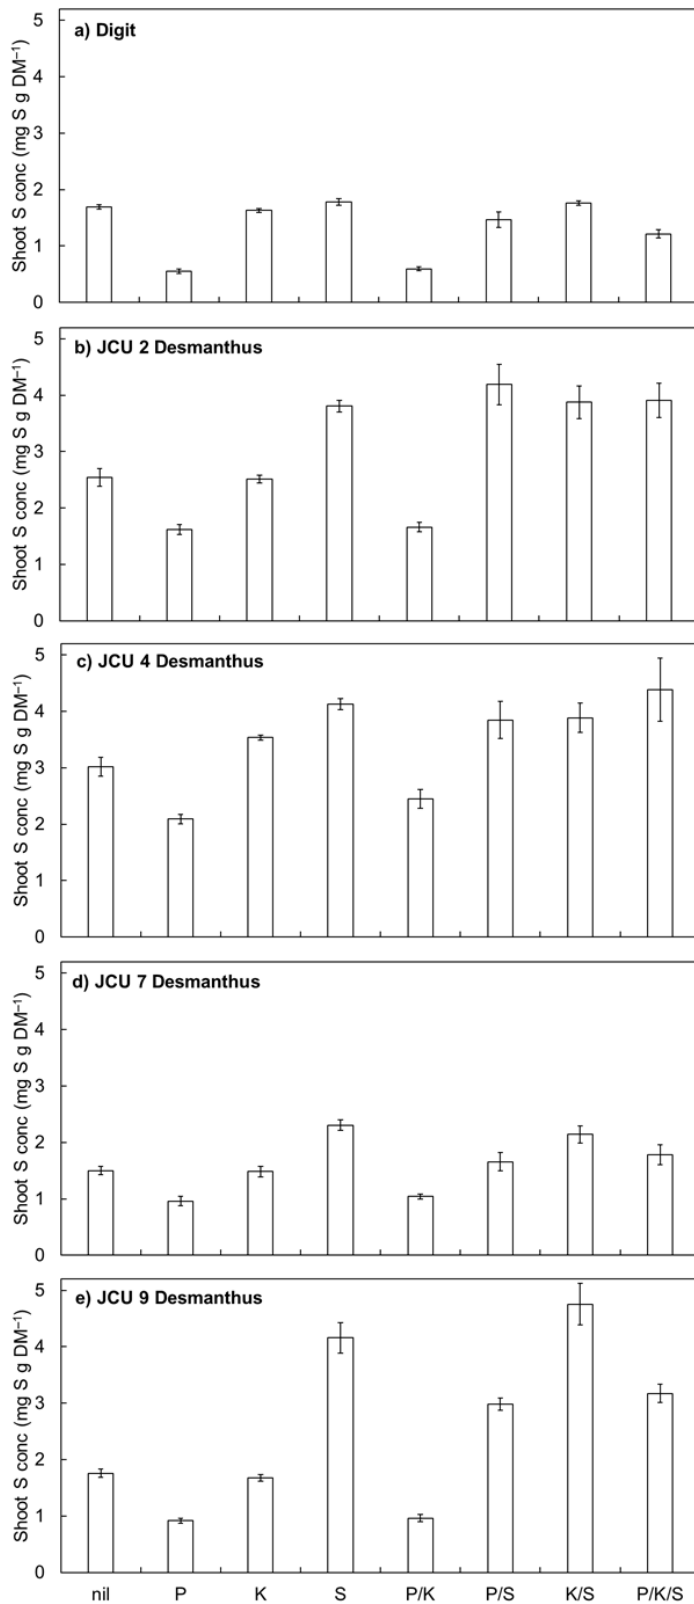 a) Digit
Shoot S conc (mg S g DM⁻¹)
5
4
3
2
1
0
b) JCU 2 Desmanthus
Shoot S conc (mg S g DM⁻¹)
5
4
3
2
1
0
c) JCU 4 Desmanthus
Shoot S conc (mg S g DM⁻¹)
5
4
3
2
1
0
d) JCU 7 Desmanthus
Shoot S conc (mg S g DM⁻¹)
5
4
3
2
1
0
e) JCU 9 Desmanthus
Shoot S conc (mg S g DM⁻¹)
5
4
3
2
1
0
nil P K S P/K P/S K/S P/K/S